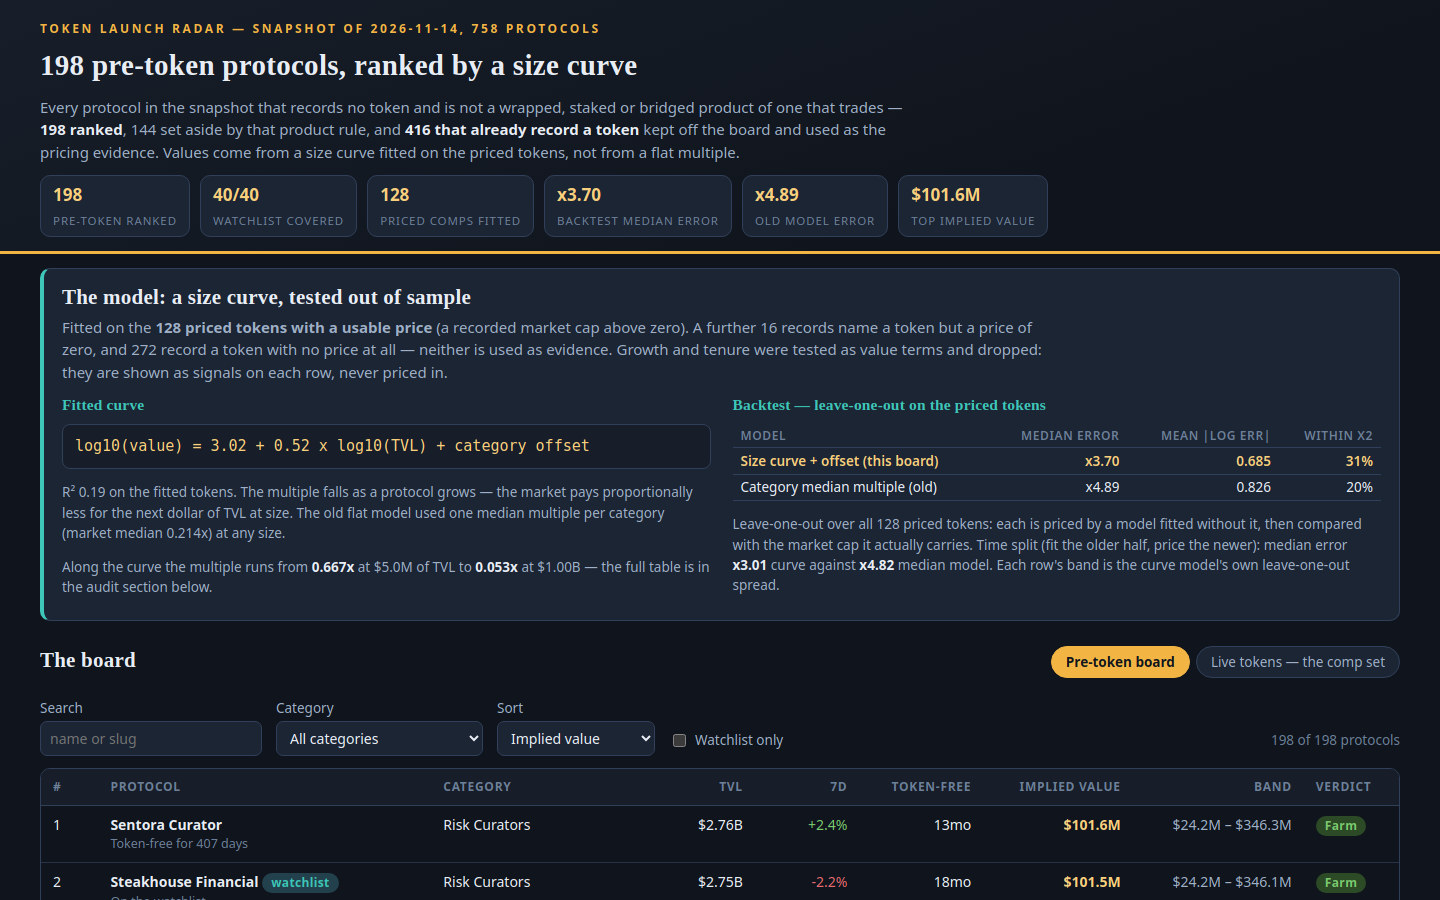 TOKEN LAUNCH RADAR — SNAPSHOT OF 2026-11-14, 758 PROTOCOLS
198 pre-token protocols, ranked by a size curve
Every protocol in the snapshot that records no token and is not a wrapped, staked or bridged product of one that trades —
198 ranked, 144 set aside by that product rule, and 416 that already record a token kept off the board and used as the
pricing evidence. Values come from a size curve fitted on the priced tokens, not from a flat multiple.
198
PRE-TOKEN RANKED
40/40
WATCHLIST COVERED
128
PRICED COMPS FITTED
x3.70
BACKTEST MEDIAN ERROR
x4.89
OLD MODEL ERROR
$101.6M
TOP IMPLIED VALUE
The model: a size curve, tested out of sample
Fitted on the 128 priced tokens with a usable price (a recorded market cap above zero). A further 16 records name a token but a price of
zero, and 272 record a token with no price at all — neither is used as evidence. Growth and tenure were tested as value terms and dropped:
they are shown as signals on each row, never priced in.
Fitted curve
log10(value) = 3.02 + 0.52 x log10(TVL) + category offset
R² 0.19 on the fitted tokens. The multiple falls as a protocol grows — the market pays proportionally
less for the next dollar of TVL at size. The old flat model used one median multiple per category
(market median 0.214x) at any size.
Along the curve the multiple runs from 0.667x at $5.0M of TVL to 0.053x at $1.00B — the full table is in
the audit section below.
Backtest — leave-one-out on the priced tokens
MODEL MEDIAN ERROR MEAN |LOG ERR| WITHIN X2
Size curve + offset (this board) x3.70 0.685 31%
Category median multiple (old) x4.89 0.826 20%
Leave-one-out over all 128 priced tokens: each is priced by a model fitted without it, then compared
with the market cap it actually carries. Time split (fit the older half, price the newer): median error
x3.01 curve against x4.82 median model. Each row's band is the curve model's own leave-one-out
spread.
The board
Pre-token board
Live tokens — the comp set
Search
Category
Sort
name or slug
All categories
Implied value
Watchlist only
198 of 198 protocols
# PROTOCOL CATEGORY TVL 7D TOKEN-FREE IMPLIED VALUE BAND VERDICT
1 Sentora Curator Risk Curators $2.76B +2.4% 13mo $101.6M $24.2M – $346.3M Farm
Token-free for 407 days
2 Steakhouse Financial watchlist Risk Curators $2.75B -2.2% 18mo $101.5M $24.2M – $346.1M Farm